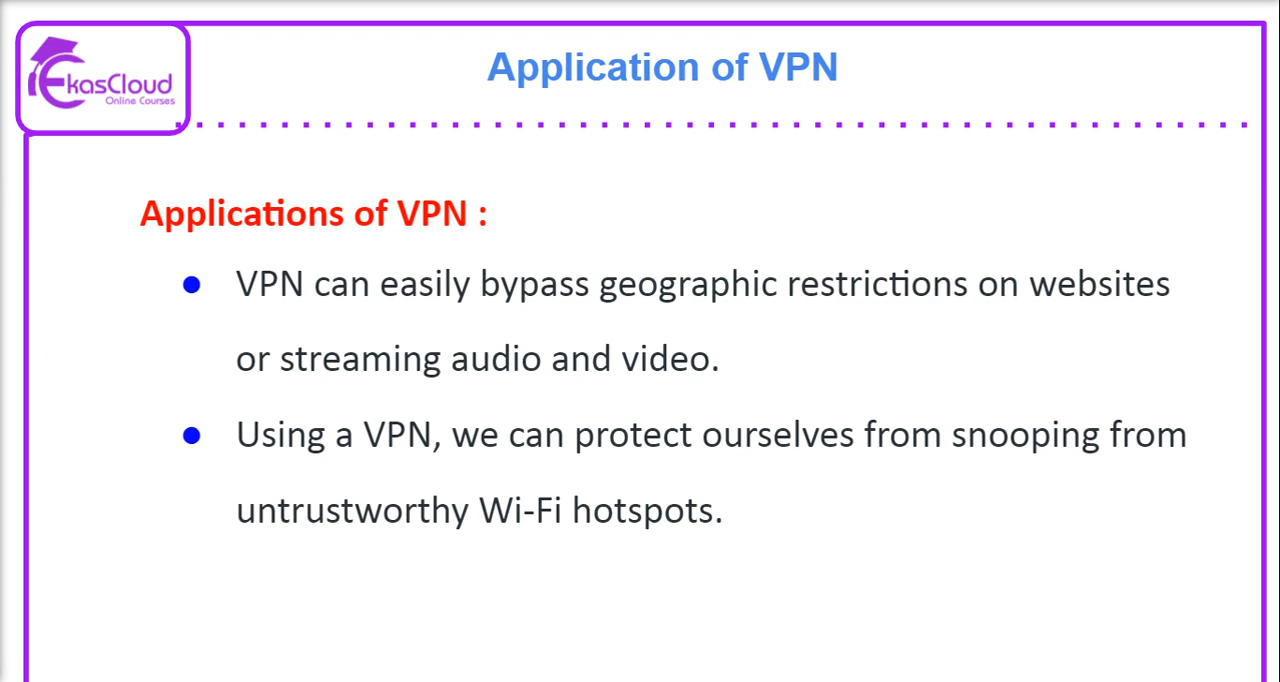 EkasCloud
Online Courses
Application of VPN
Applications of VPN :
● VPN can easily bypass geographic restrictions on websites
or streaming audio and video.
● Using a VPN, we can protect ourselves from snooping from
untrustworthy Wi-Fi hotspots.